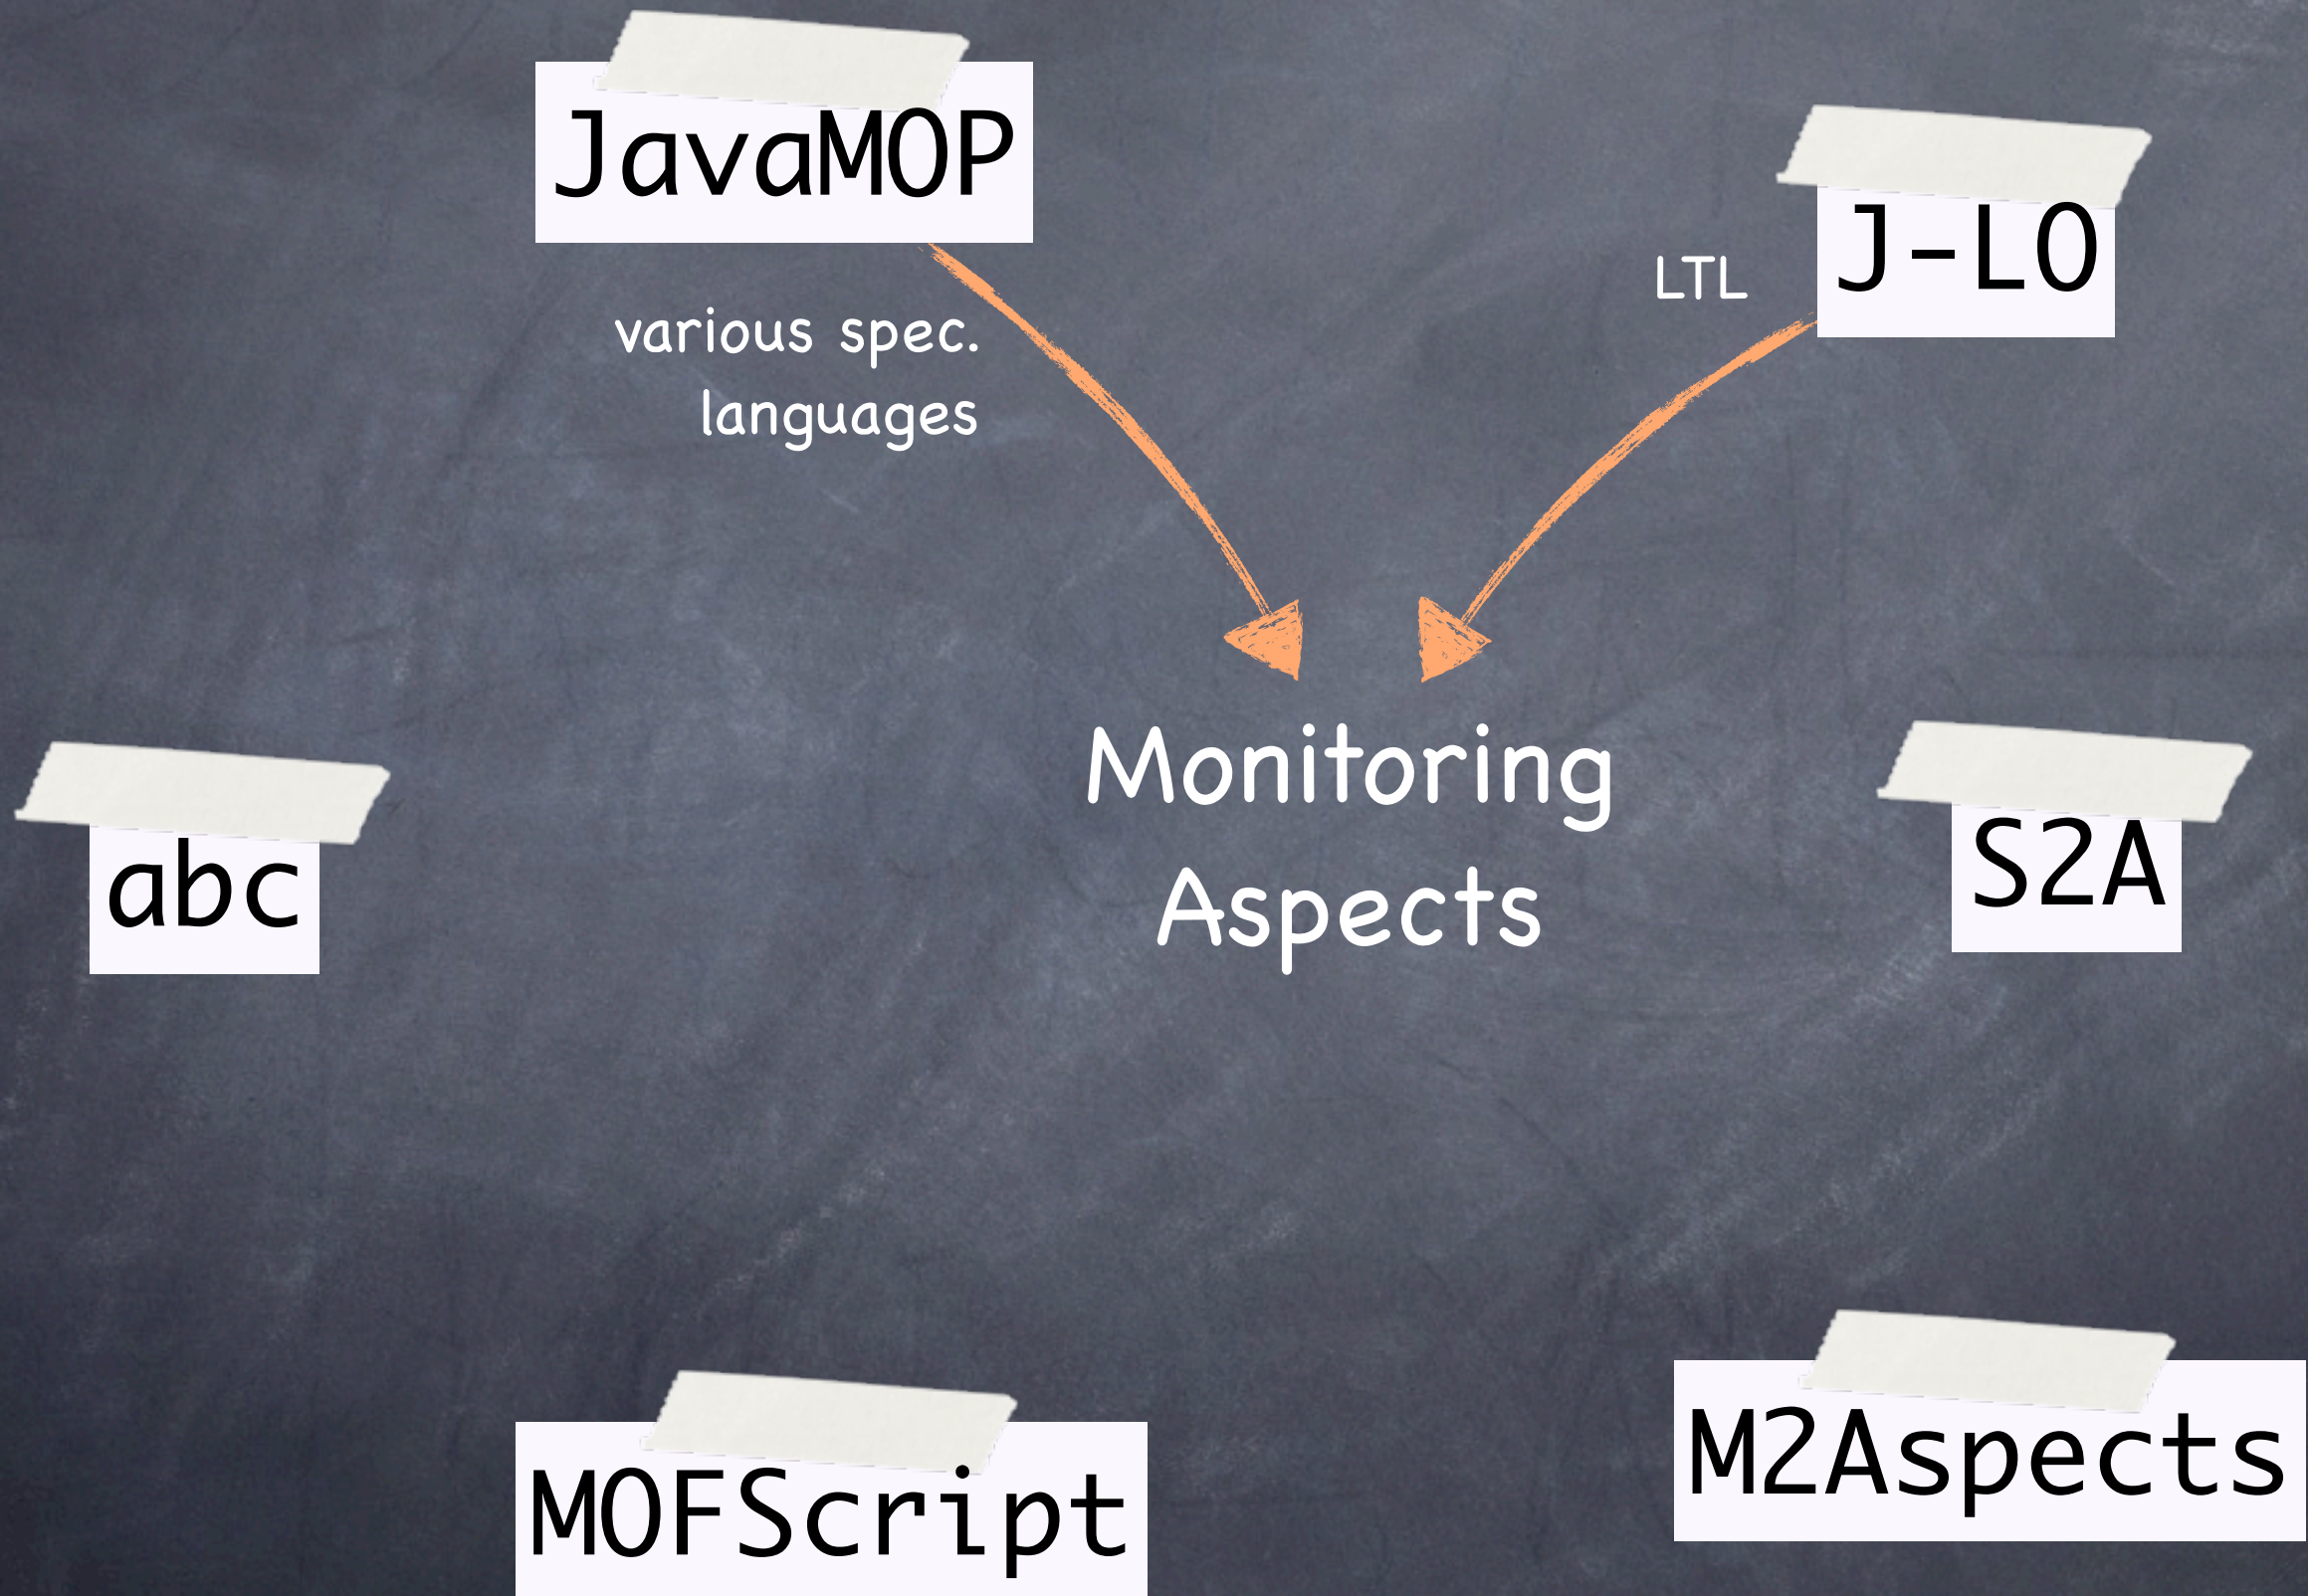 JavaMOP
J-LO
LTL
various spec.
languages
Monitoring
Aspects
abc
S2A
MOFScript
M2Aspects